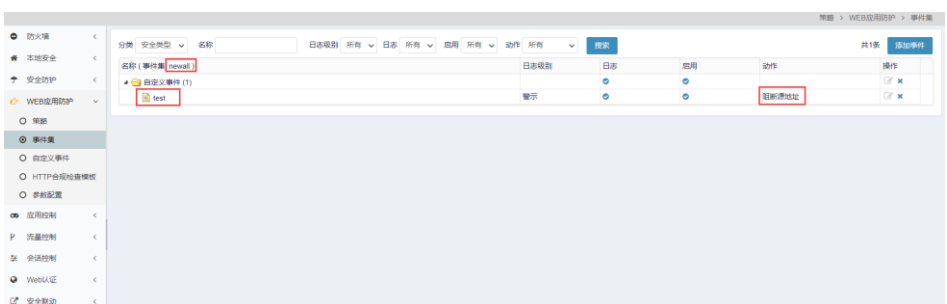 策略 > WEB应用防护 > 事件集
防火墙
本地安全
安全防护
WEB应用防护
策略
事件集
自定义事件
HTTP合规检查模板
参数配置
应用控制
流量控制
会话控制
Web认证
安全联动
分类 安全类型 名称 日志级别 所有 日志 所有 启用 所有 动作 所有 搜索 共1条 添加事件
名称 ( 事件集 newall ) 日志级别 日志 启用 动作 操作
自定义事件 (1)
test 警示 阻断源地址